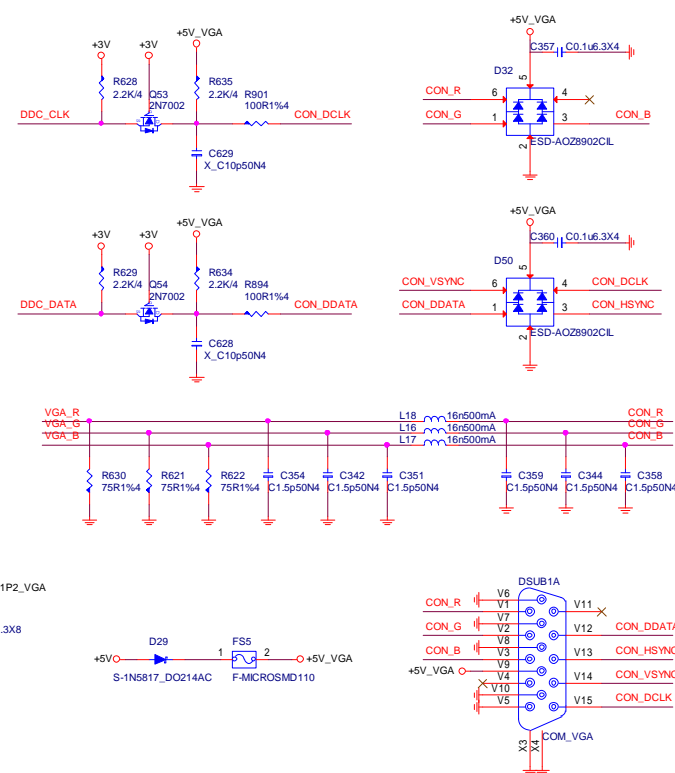 +5V_VGA
C357
C0.1u6.3X4
+3V
+3V
+5V_VGA
R628
2.2K/4
Q53
2N7002
R635
2.2K/4
R901
100R1%4
DDC_CLK
CON_DCLK
C629
X_C10p50N4
D32
5
CON_R
6
4
CON_G
1
3
CON_B
2
ESD-AOZ8902CIL
+3V
+3V
+5V_VGA
R629
2.2K/4
Q54
2N7002
R634
2.2K/4
R894
100R1%4
DDC_DATA
CON_DDATA
C628
X_C10p50N4
+5V_VGA
C360
C0.1u6.3X4
D50
5
CON_VSYNC
6
4
CON_DCLK
CON_DDATA
1
3
CON_HSYNC
2
ESD-AOZ8902CIL
VGA_R
L18
16n500mA
CON_R
VGA_G
L16
16n500mA
CON_G
VGA_B
L17
16n500mA
CON_B
R630
75R1%4
R621
75R1%4
R622
75R1%4
C354
C1.5p50N4
C342
C1.5p50N4
C351
C1.5p50N4
C359
C1.5p50N4
C344
C1.5p50N4
C358
C1.5p50N4
1P2_VGA
.3X8
D29
+5V
S-1N5817_DO214AC
FS5
1
2
+5V_VGA
F-MICROSMD110
DSUB1A
V6
CON_R
V1
V11
V7
CON_G
V2
V12
CON_DDATA
V8
CON_B
V3
V13
CON_HSYNC
V9
+5V_VGA
V4
V14
CON_VSYNC
V10
V5
V15
CON_DCLK
COM_VGA
X3
X4